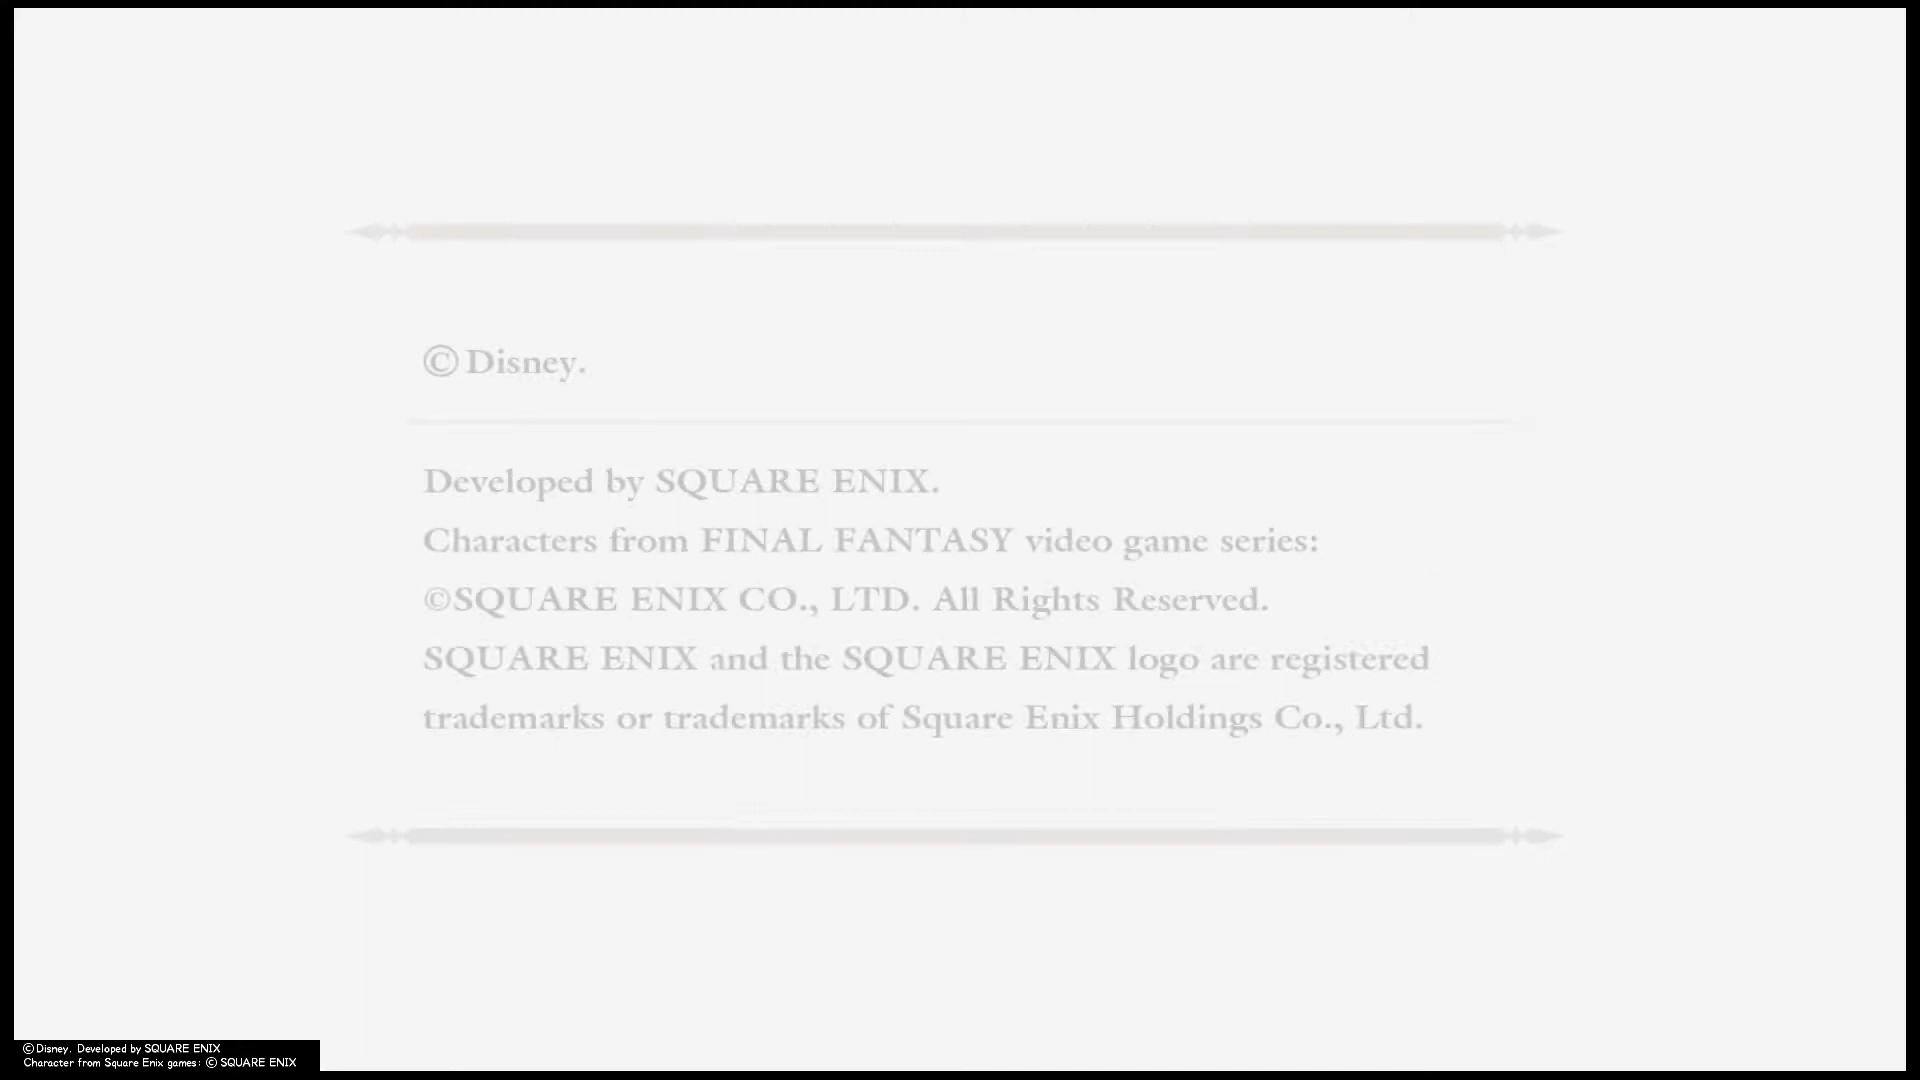 © Disney.
Developed by SQUARE ENIX.
Characters from FINAL FANTASY video game series:
©SQUARE ENIX CO., LTD. All Rights Reserved.
SQUARE ENIX and the SQUARE ENIX logo are registered
trademarks or trademarks of Square Enix Holdings Co., Ltd.
© Disney. Developed by SQUARE ENIX
Character from Square Enix games: © SQUARE ENIX